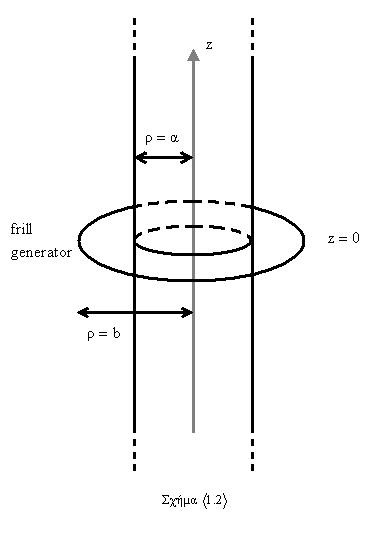 z
ρ = α
frill
generator
z = 0
ρ = b
Σχήμα ⟨1.2⟩